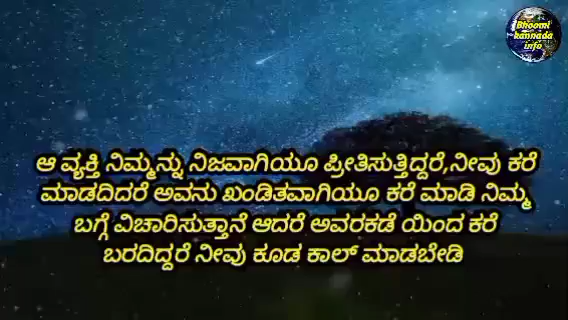 Bhoomi
kannada
info
ಆ ವ್ಯಕ್ತಿ ನಿಮ್ಮನ್ನು ನಿಜವಾಗಿಯೂ ಪ್ರೀತಿಸುತ್ತಿದ್ದರೆ,ನೀವು ಕರೆ
ಮಾಡದಿದರೆ ಅವನು ಖಂಡಿತವಾಗಿಯೂ ಕರೆ ಮಾಡಿ ನಿಮ್ಮ
ಬಗ್ಗೆ ವಿಚಾರಿಸುತ್ತಾನೆ ಆದರೆ ಅವರಕಡೆ ಯಿಂದ ಕರೆ
ಬರದಿದ್ದರೆ ನೀವು ಕೂಡ ಕಾಲ್ ಮಾಡಬೇಡಿ